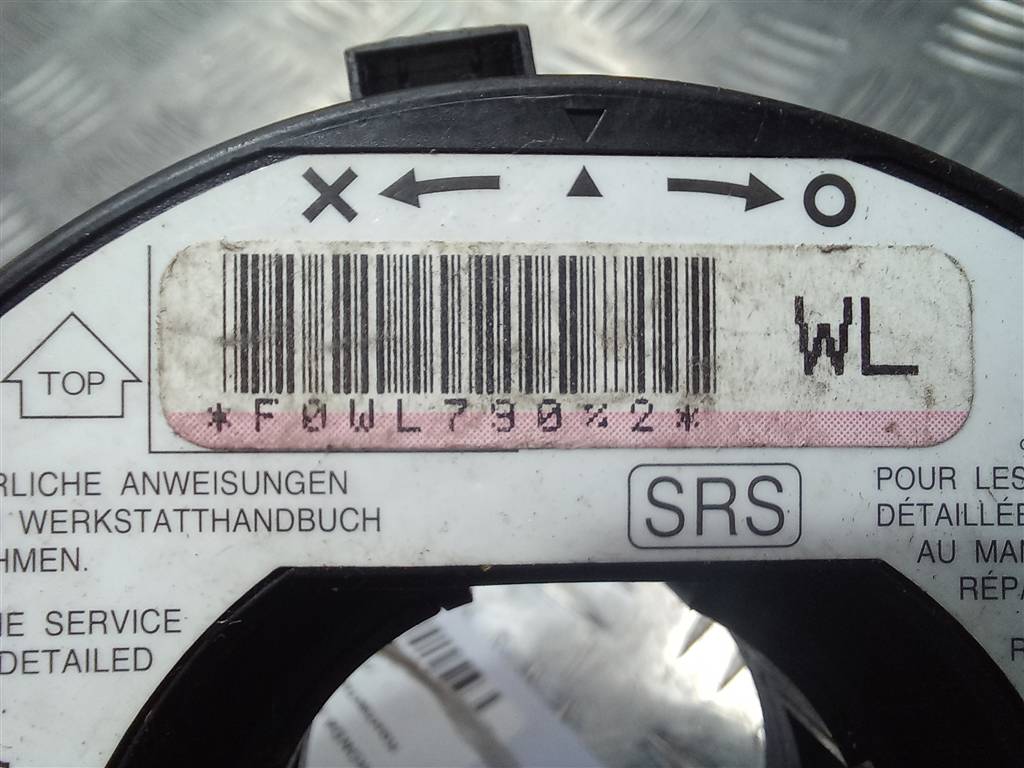 X O
WL
TOP
*F0WL790%2*
RLICHE ANWEISUNGEN
WERKSTATTHANDBUCH
HMEN.
SRS
POUR LES
DÉTAILLÉE
AU MA
RÉPA
SERVICE
DETAILED
R